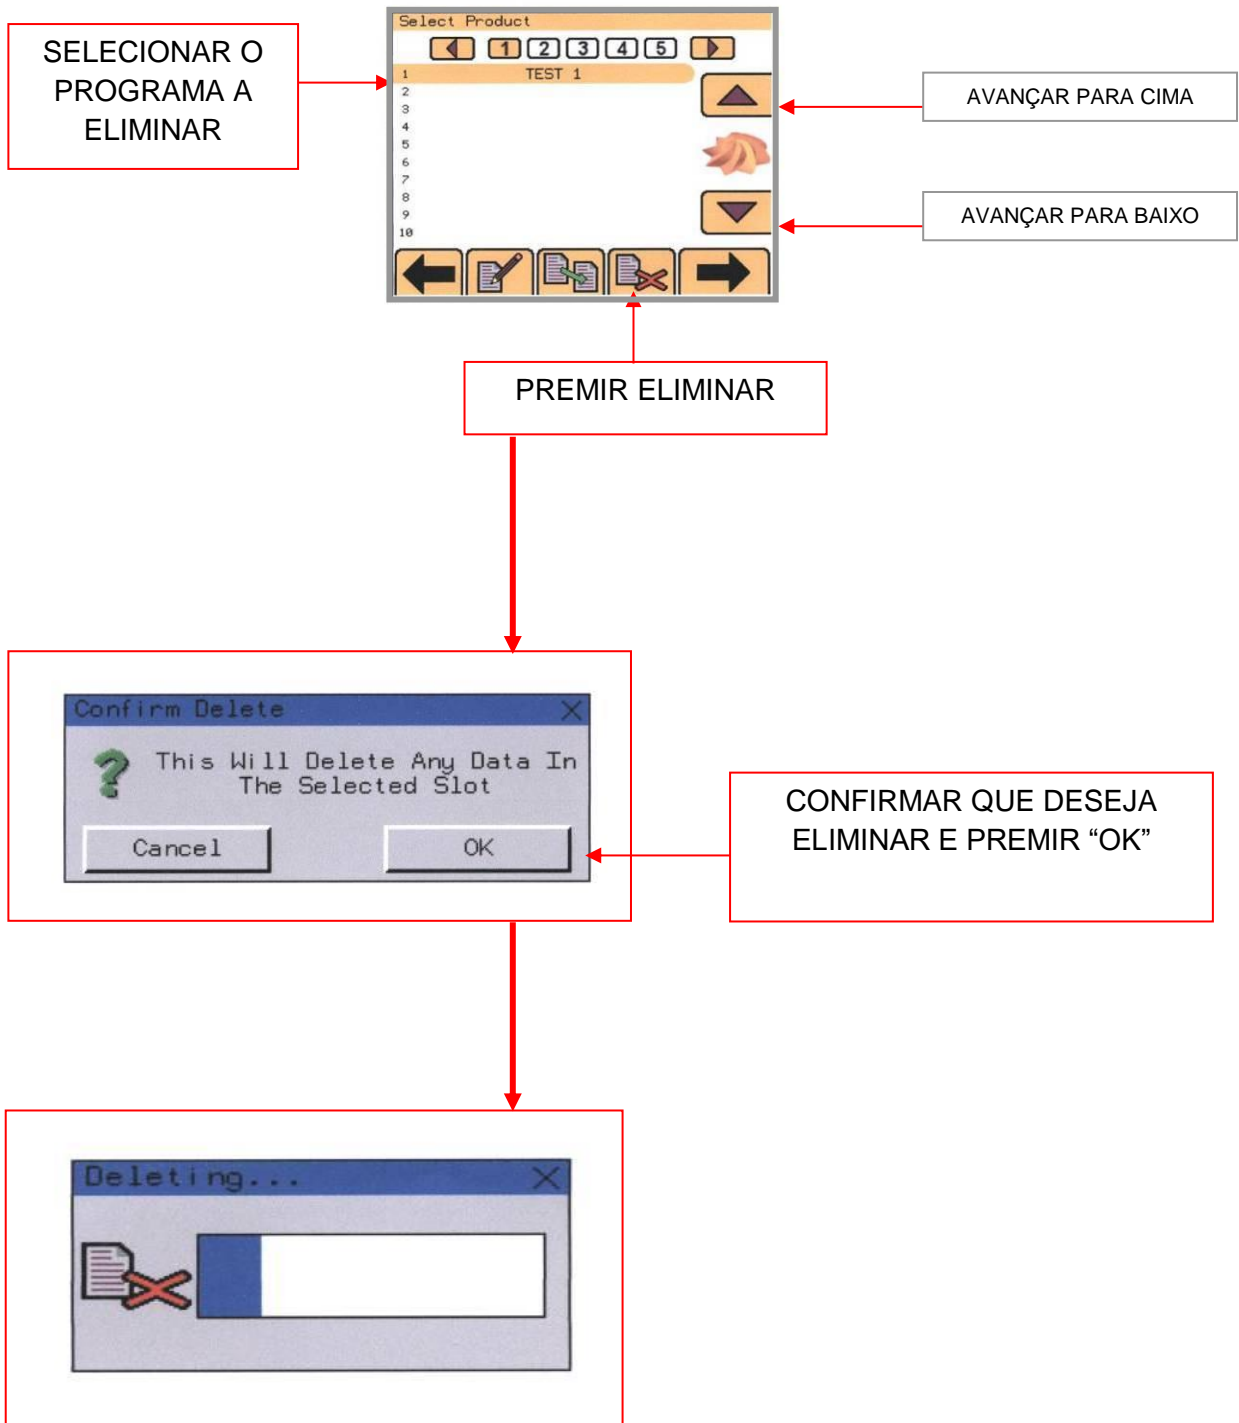 SELECIONAR O
PROGRAMA A
ELIMINAR
Select Product
1 2 3 4 5
1 TEST 1
2
3
4
5
6
7
8
9
10
AVANÇAR PARA CIMA
AVANÇAR PARA BAIXO
PREMIR ELIMINAR
Confirm Delete
This Will Delete Any Data In
The Selected Slot
Cancel OK
CONFIRMAR QUE DESEJA
ELIMINAR E PREMIR “OK”
Deleting...